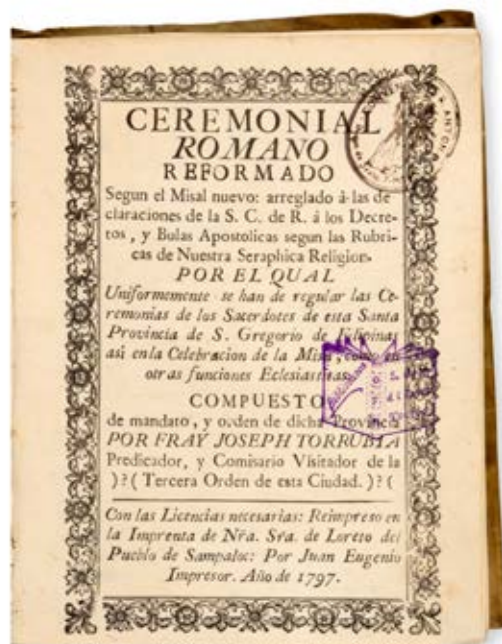 CEREMONIAL
ROMANO
REFORMADO
Segun el Misal nuevo: arreglado à las de
claraciones de la S. C. de R. à los Decre-
tos, y Bulas Apostolicas segun las Rubri-
cas de Nuestra Seraphica Religion.
POR EL QUAL
Uniformemente se han de regular las Ce-
remonias de los Sacerdotes de esta Santa
Provincia de S. Gregorio de Filipinas
asi en la Celebracion de la Misa, como en
otras funciones Eclesiasticas.
COMPUESTO
de mandato, y orden de dicha Provincia
POR FRAY JOSEPH TORRUBIA
Predicador, y Comisario Visitador de la
)?( Tercera Orden de esta Ciudad. )?(
Con las Licencias necesarias: Reimpreso en
la Imprenta de Nra. Sra. de Loreto del
Pueblo de Sampaloc: Por Juan Eugenio
Impresor. Año de 1797.